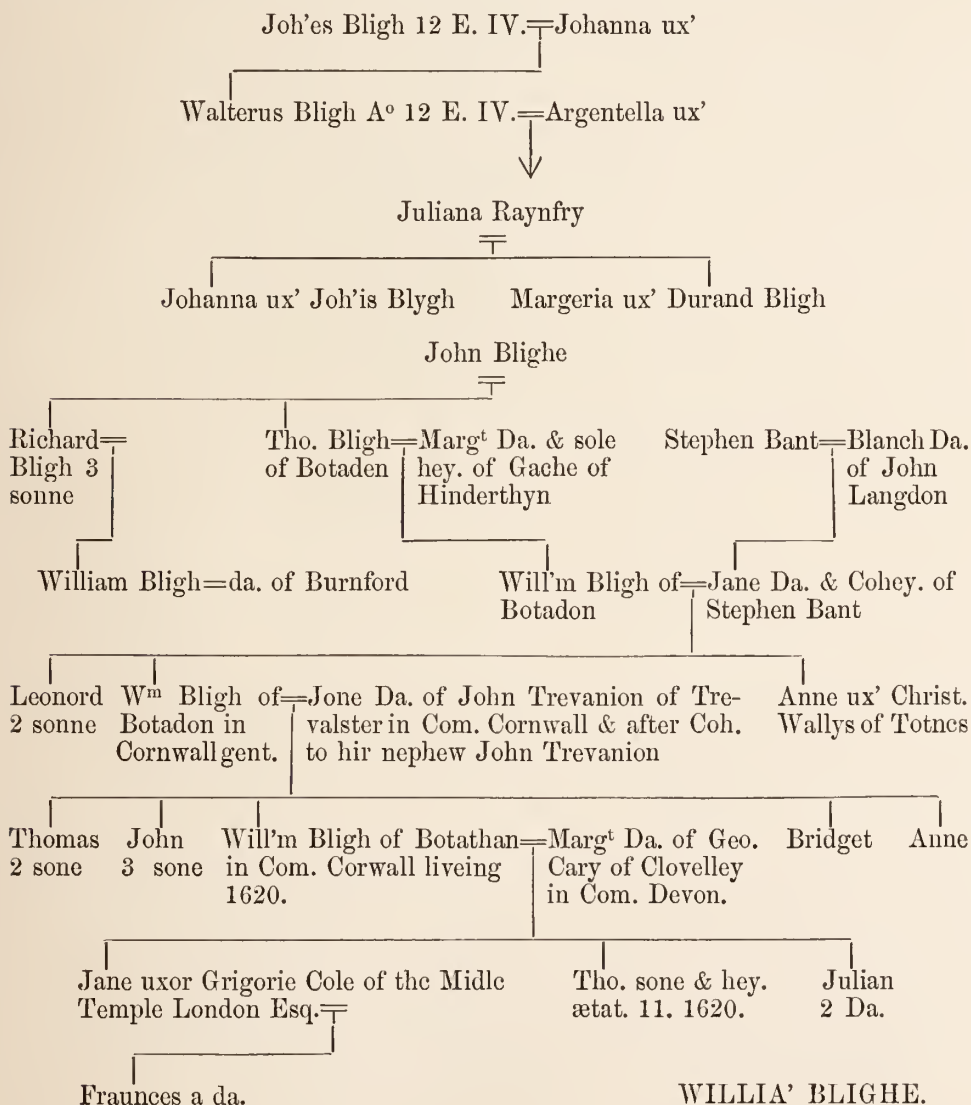 Joh'es Bligh 12 E. IV.=Johanna ux'
Walterus Bligh Aº 12 E. IV.=Argentella ux'
Juliana Raynfry
Johanna ux' Joh'is Blygh Margeria ux' Durand Bligh
John Blighe
Richard= Tho. Bligh=Margᵗ Da. & sole Stephen Bant=Blanch Da.
Bligh 3 of Botaden hey. of Gache of of John
sonne Hinderthyn Langdon
William Bligh=da. of Burnford Will'm Bligh of=Jane Da. & Cohey. of
Botadon Stephen Bant
Leonord Wᵐ Bligh of=Jone Da. of John Trevanion of Tre- Anne ux' Christ.
2 sonne Botadon in valster in Com. Cornwall & after Coh. Wallys of Totnes
Cornwall gent. to hir nephew John Trevanion
Thomas John Will'm Bligh of Botathan=Margᵗ Da. of Geo. Bridget Anne
2 sone 3 sone in Com. Corwall liveing Cary of Clovelley
1620. in Com. Devon.
Jane uxor Grigorie Cole of the Midle Tho. sone & hey. Julian
Temple London Esq.= ætat. 11. 1620. 2 Da.
Fraunces a da. WILLIA' BLIGHE.